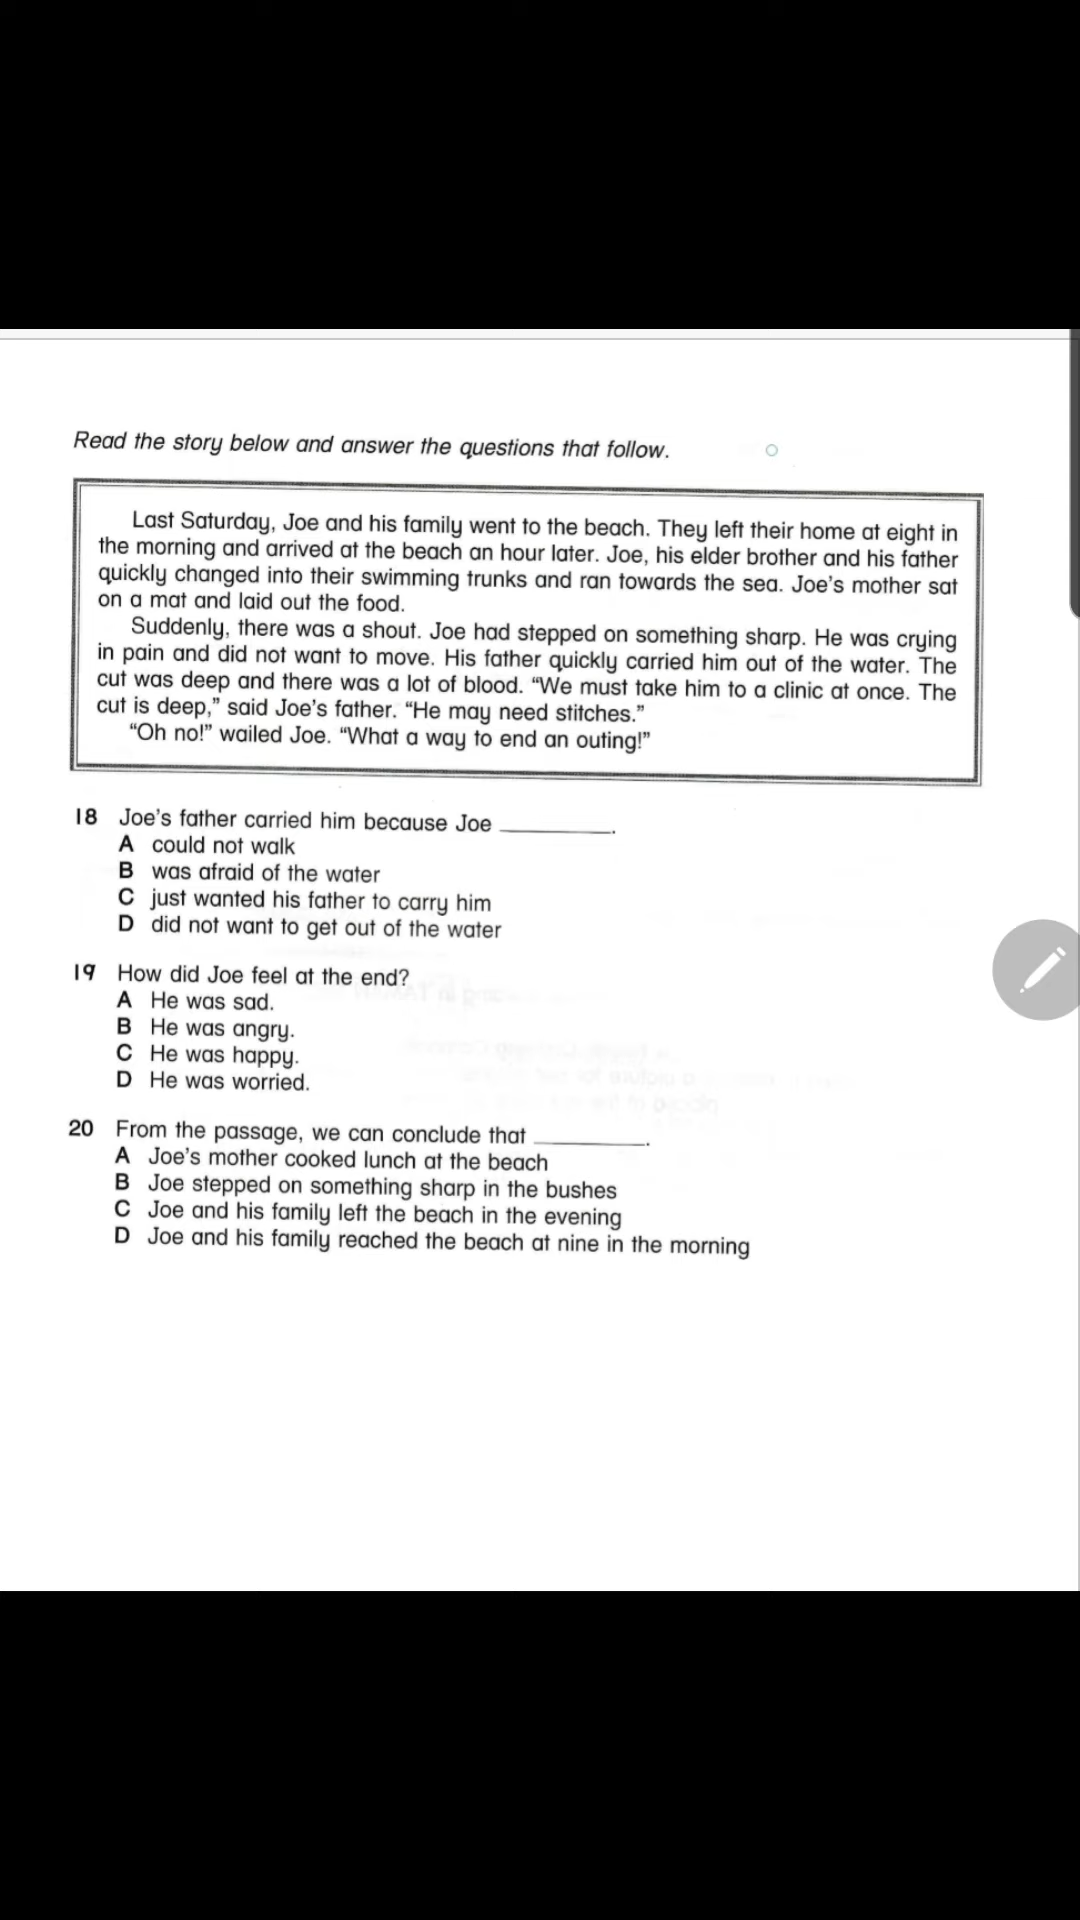 Read the story below and answer the questions that follow.
Last Saturday, Joe and his family went to the beach. They left their home at eight in
the morning and arrived at the beach an hour later. Joe, his elder brother and his father
quickly changed into their swimming trunks and ran towards the sea. Joe's mother sat
on a mat and laid out the food.
Suddenly, there was a shout. Joe had stepped on something sharp. He was crying
in pain and did not want to move. His father quickly carried him out of the water. The
cut was deep and there was a lot of blood. “We must take him to a clinic at once. The
cut is deep,” said Joe's father. “He may need stitches.”
“Oh no!” wailed Joe. “What a way to end an outing!”
18 Joe's father carried him because Joe __________.
A could not walk
B was afraid of the water
C just wanted his father to carry him
D did not want to get out of the water
19 How did Joe feel at the end?
A He was sad.
B He was angry.
C He was happy.
D He was worried.
20 From the passage, we can conclude that __________.
A Joe's mother cooked lunch at the beach
B Joe stepped on something sharp in the bushes
C Joe and his family left the beach in the evening
D Joe and his family reached the beach at nine in the morning